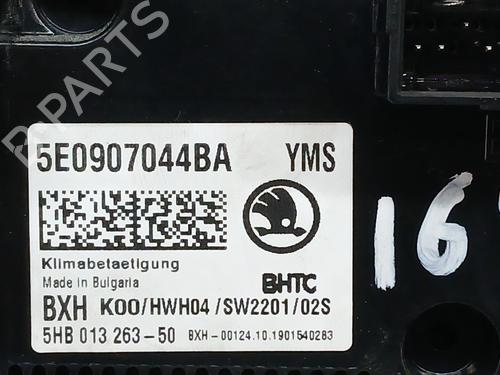 B-PARTS
5E0907044BA YMS
Klimabetaetigung
Made in Bulgaria
BHTC
BXH K00/HWH04/SW2201/02S
5HB 013 263-50 BXH-00124.10.1901540283
16